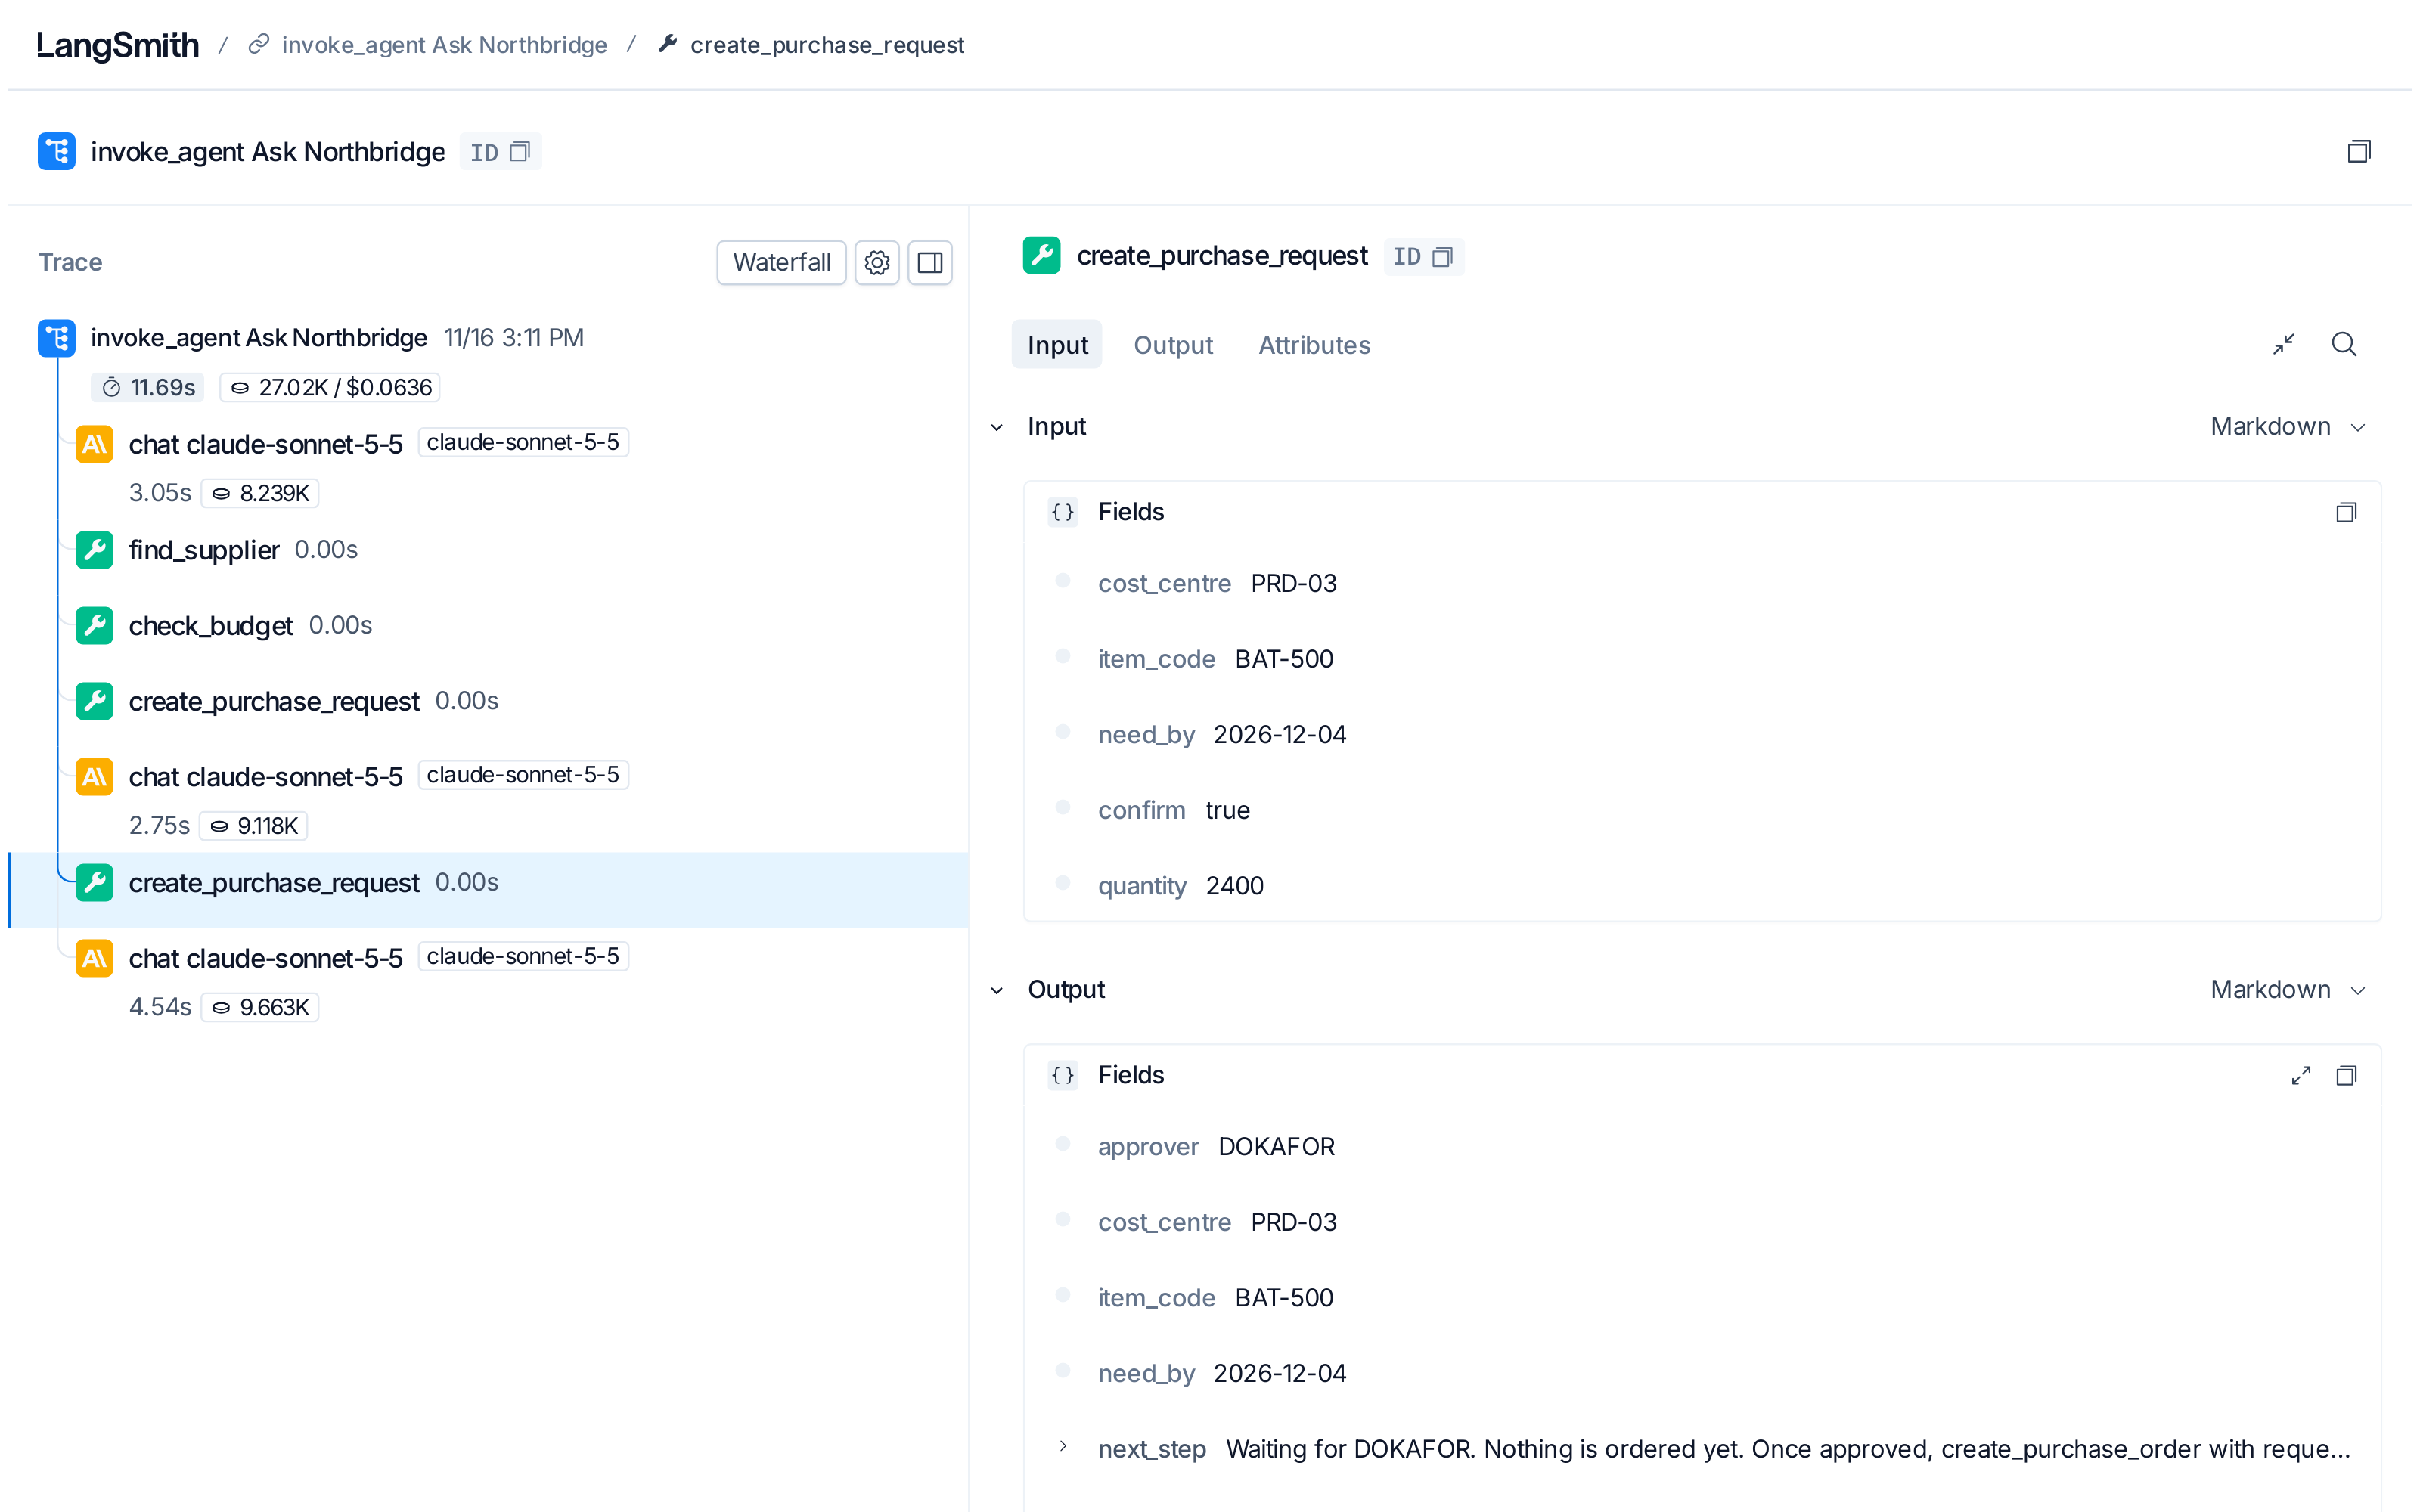 LangSmith / invoke_agent Ask Northbridge / create_purchase_request
invoke_agent Ask Northbridge ID
Trace Waterfall
invoke_agent Ask Northbridge 11/16 3:11 PM
11.69s 27.02K / $0.0636
chat claude-sonnet-5-5 claude-sonnet-5-5
3.05s 8.239K
find_supplier 0.00s
check_budget 0.00s
create_purchase_request 0.00s
chat claude-sonnet-5-5 claude-sonnet-5-5
2.75s 9.118K
create_purchase_request 0.00s
chat claude-sonnet-5-5 claude-sonnet-5-5
4.54s 9.663K
create_purchase_request ID
Input Output Attributes
Input Markdown
{ } Fields
cost_centre PRD-03
item_code BAT-500
need_by 2026-12-04
confirm true
quantity 2400
Output Markdown
{ } Fields
approver DOKAFOR
cost_centre PRD-03
item_code BAT-500
need_by 2026-12-04
next_step Waiting for DOKAFOR. Nothing is ordered yet. Once approved, create_purchase_order with reque...